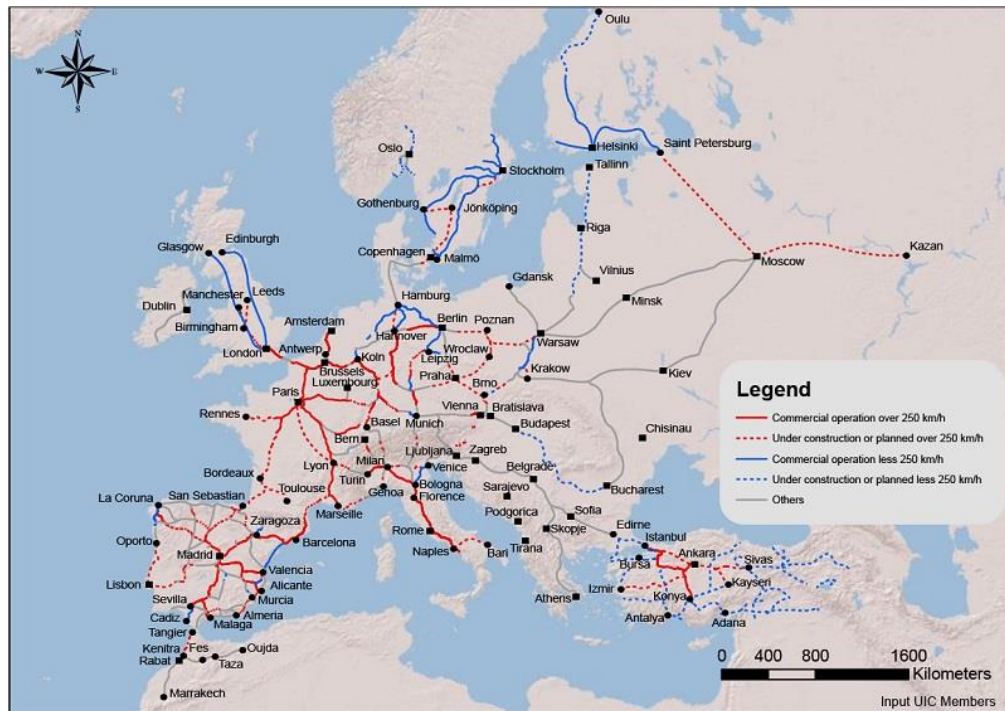 N
W
E
S
Oulu
Oslo
Helsinki
Saint Petersburg
Tallinn
Stockholm
Gothenburg
Jönköping
Riga
Copenhagen
Malmö
Vilnius
Moscow
Kazan
Glasgow
Edinburgh
Gdansk
Minsk
Manchester
Leeds
Dublin
Birmingham
Hamburg
Amsterdam
Berlin
Poznan
Hannover
Warsaw
London
Antwerp
Koln
Leipzig
Wroclaw
Brussels
Luxembourg
Praha
Krakow
Kiev
Paris
Brno
Rennes
Vienna
Bratislava
Basel
Munich
Budapest
Chisinau
Bern
Ljubljana
Zagreb
Lyon
Milan
Venice
Belgrade
Turin
Bordeaux
Bologna
Bucharest
Toulouse
Genoa
Florence
Sarajevo
La Coruna
San Sebastian
Marseille
Sofia
Podgorica
Edirne
Zaragoza
Rome
Skopje
Istanbul
Oporto
Barcelona
Madrid
Naples
Bari
Tirana
Bursa
Ankara
Sivas
Lisbon
Valencia
Izmir
Kayseri
Alicante
Konya
Sevilla
Murcia
Athens
Cadiz
Almeria
Antalya
Adana
Malaga
Tangier
Kenitra
Fes
Oujda
Rabat
Taza
Marrakech
Legend
Commercial operation over 250 km/h
Under construction or planned over 250 km/h
Commercial operation less 250 km/h
Under construction or planned less 250 km/h
Others
0 400 800 1600
Kilometers
Input UIC Members